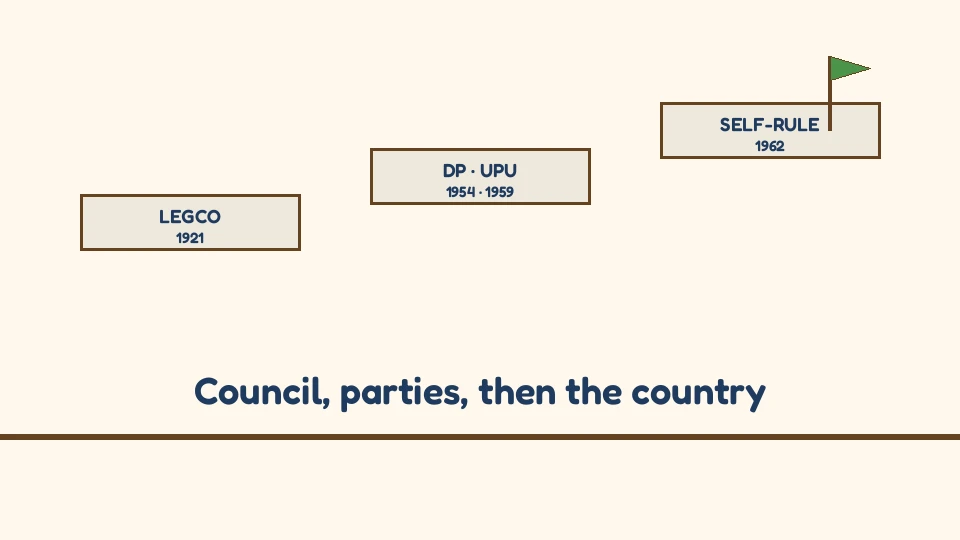 LEGCO
1921
DP · UPU
1954 · 1959
SELF-RULE
1962
Council, parties, then the country